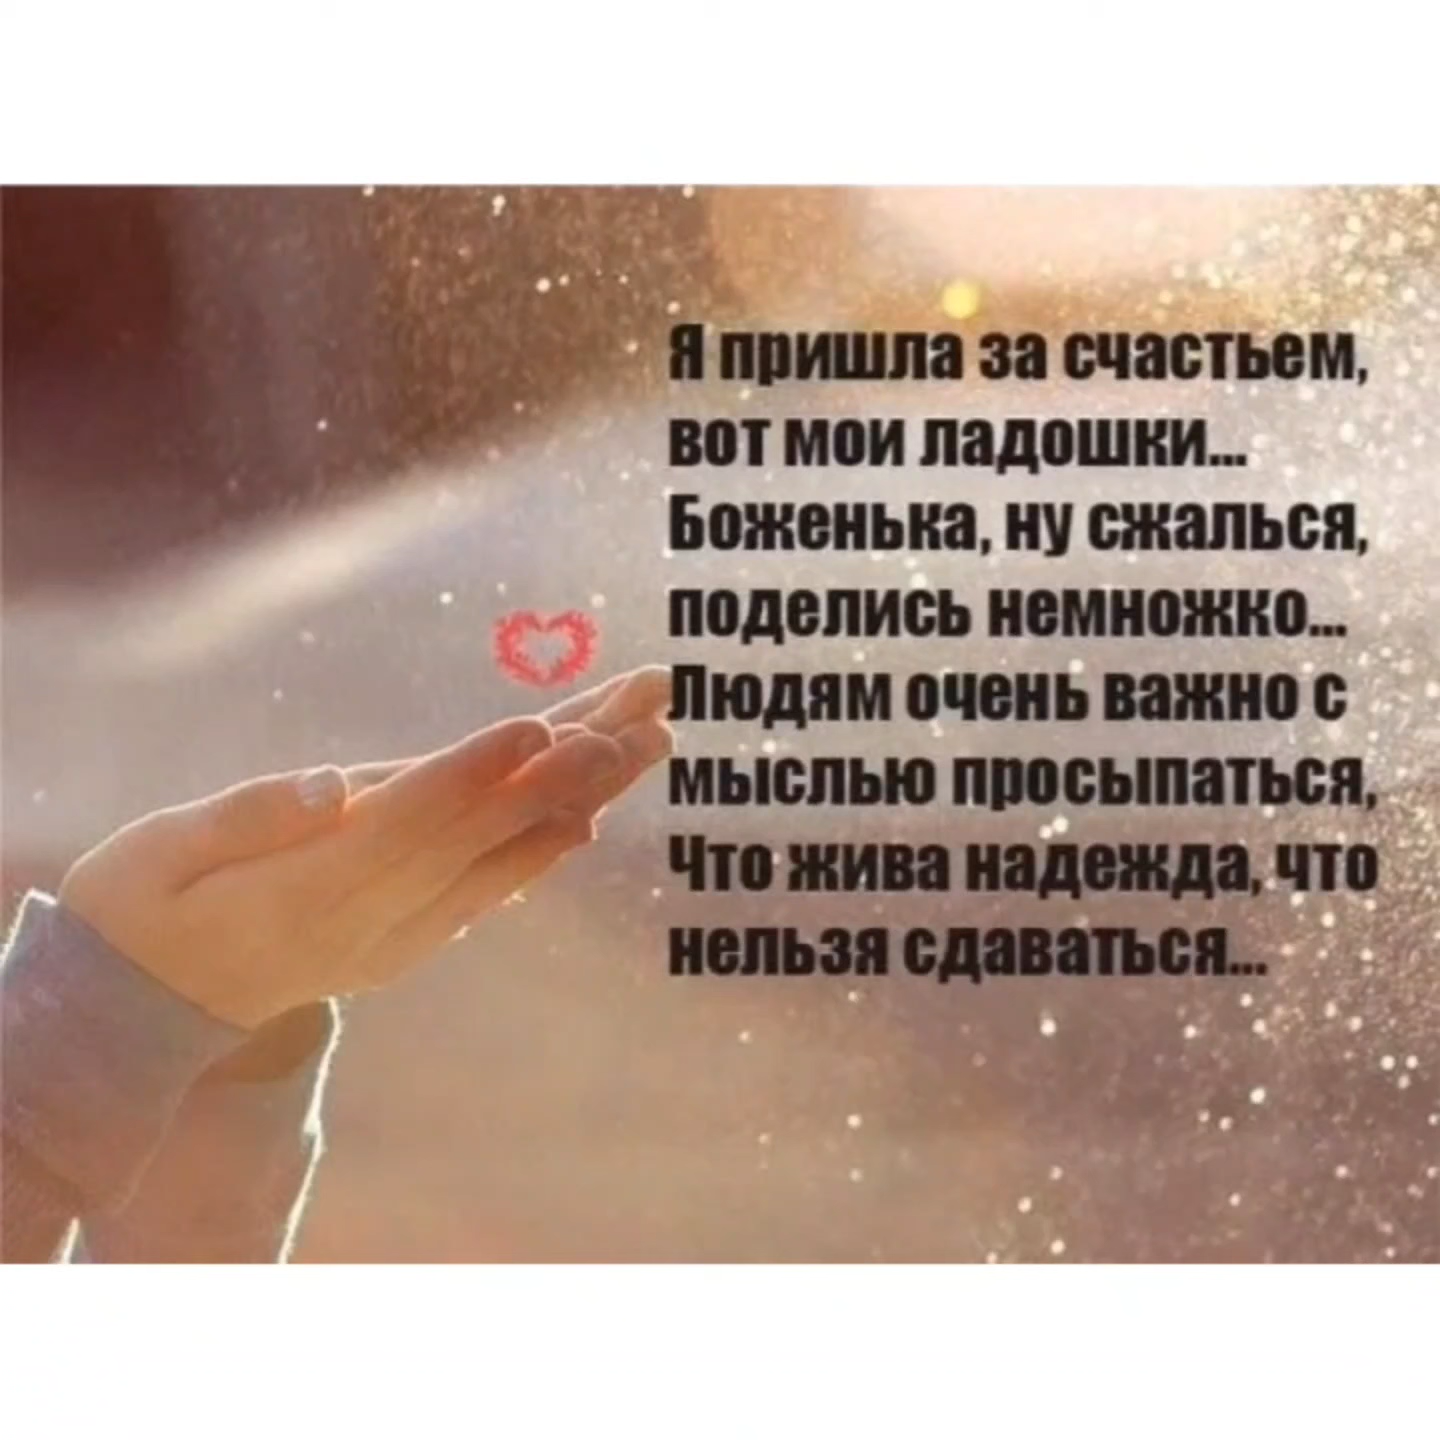 Я пришла за счастьем,
вот мои ладошки...
Боженька, ну сжалься,
поделись немножко...
Людям очень важно с
мыслью просыпаться,
Что жива надежда, что
нельзя сдаваться...